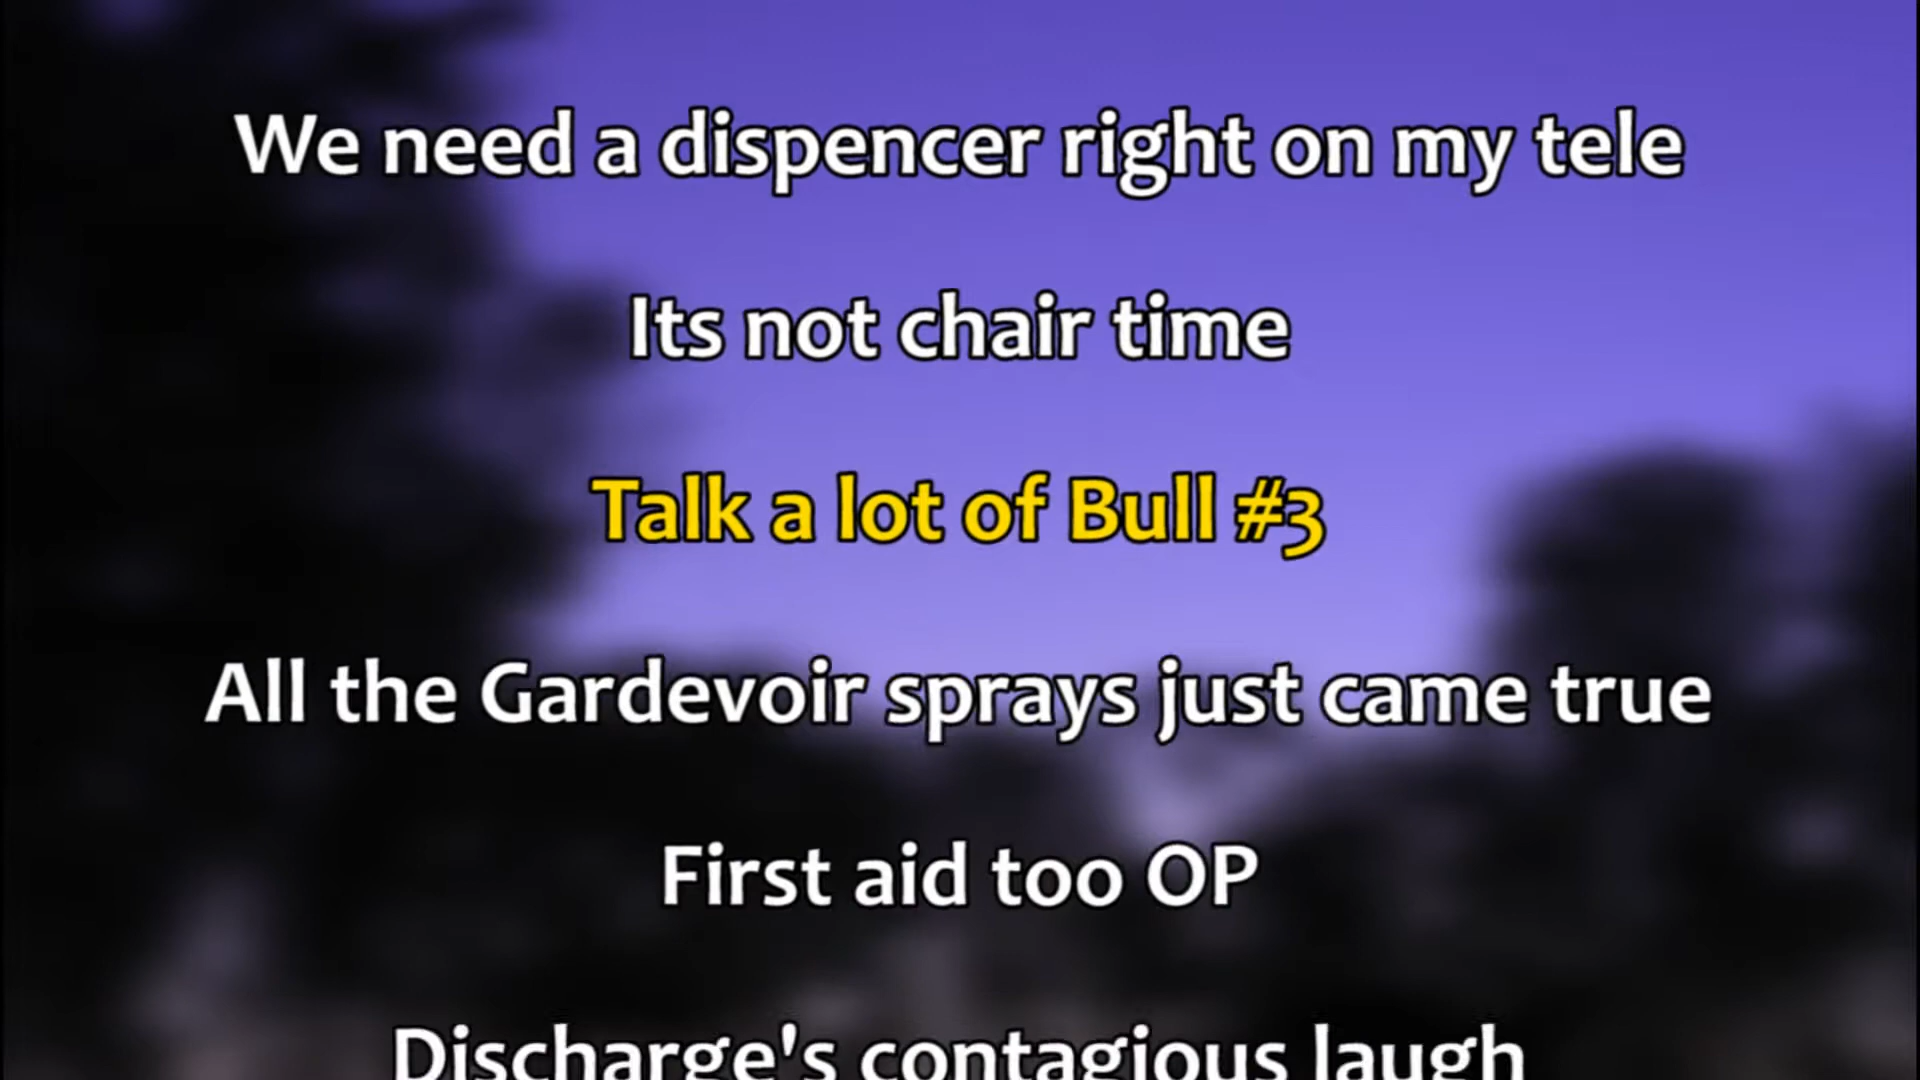 We need a dispencer right on my tele
Its not chair time
Talk a lot of Bull #3
All the Gardevoir sprays just came true
First aid too OP
Discharge's contagious laugh